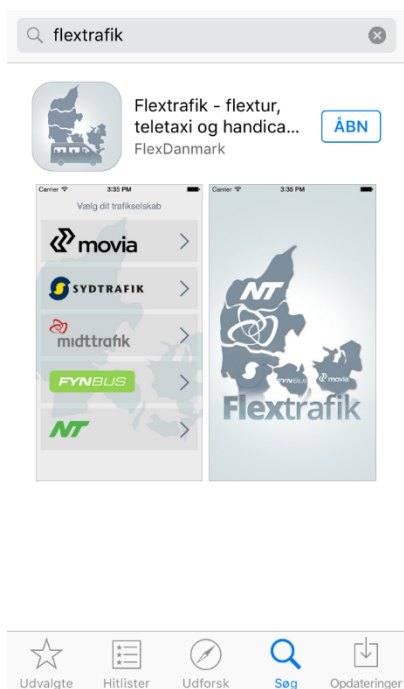 flextrafik
Flextrafik - flextur,
teletaxi og handica...
FlexDanmark
ÅBN
Carrier 3:35 PM
Vælg dit trafikselskab
movia
SYDTRAFIK
midttrafik
FYNBUS
NT
Carrier 3:35 PM
NT
FYNBUS
movia
Flextrafik
Udvalgte
Hitlister
Udforsk
Søg
Opdateringer